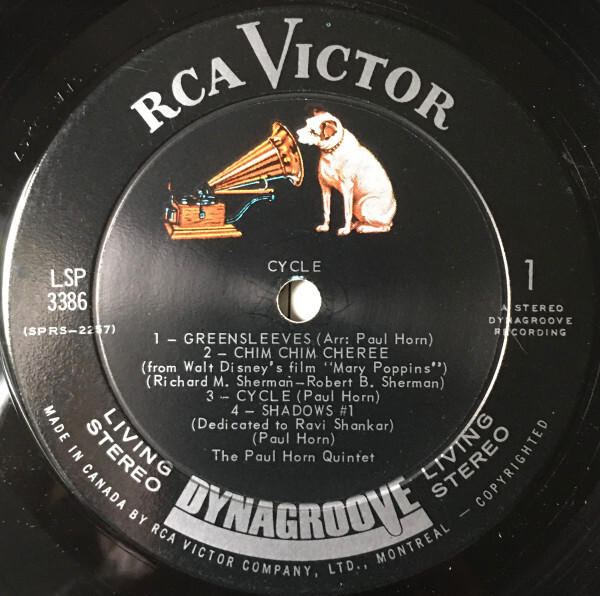 RCA VICTOR
CYCLE
LSP
3386
(SPRS-2257)
1
A STEREO
DYNAGROOVE
RECORDING
1 — GREENSLEEVES (Arr: Paul Horn)
2 — CHIM CHIM CHEREE
(from Walt Disney's film "Mary Poppins")
(Richard M. Sherman—Robert B. Sherman)
3 — CYCLE (Paul Horn)
4 — SHADOWS #1
(Dedicated to Ravi Shankar)
(Paul Horn)
The Paul Horn Quintet
LIVING
STEREO
DYNAGROOVE
LIVING
STEREO
MADE IN CANADA BY RCA VICTOR COMPANY, LTD., MONTREAL — COPYRIGHTED